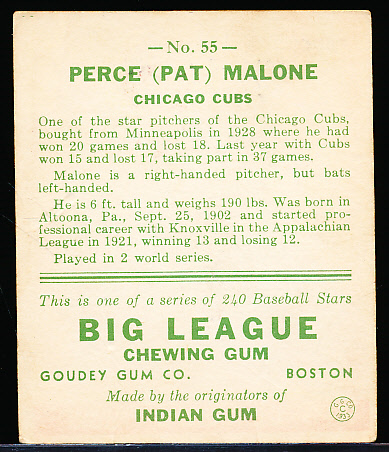 —No. 55—
PERCE (PAT) MALONE
CHICAGO CUBS
One of the star pitchers of the Chicago Cubs,
bought from Minneapolis in 1928 where he had
won 20 games and lost 18. Last year with Cubs
won 15 and lost 17, taking part in 37 games.
Malone is a right-handed pitcher, but bats
left-handed.
He is 6 ft. tall and weighs 190 lbs. Was born in
Altoona, Pa., Sept. 25, 1902 and started pro-
fessional career with Knoxville in the Appalachian
League in 1921, winning 13 and losing 12.
Played in 2 world series.
This is one of a series of 240 Baseball Stars
BIG LEAGUE
CHEWING GUM
GOUDEY GUM CO. BOSTON
Made by the originators of
INDIAN GUM
G.G.CO.
C
1933